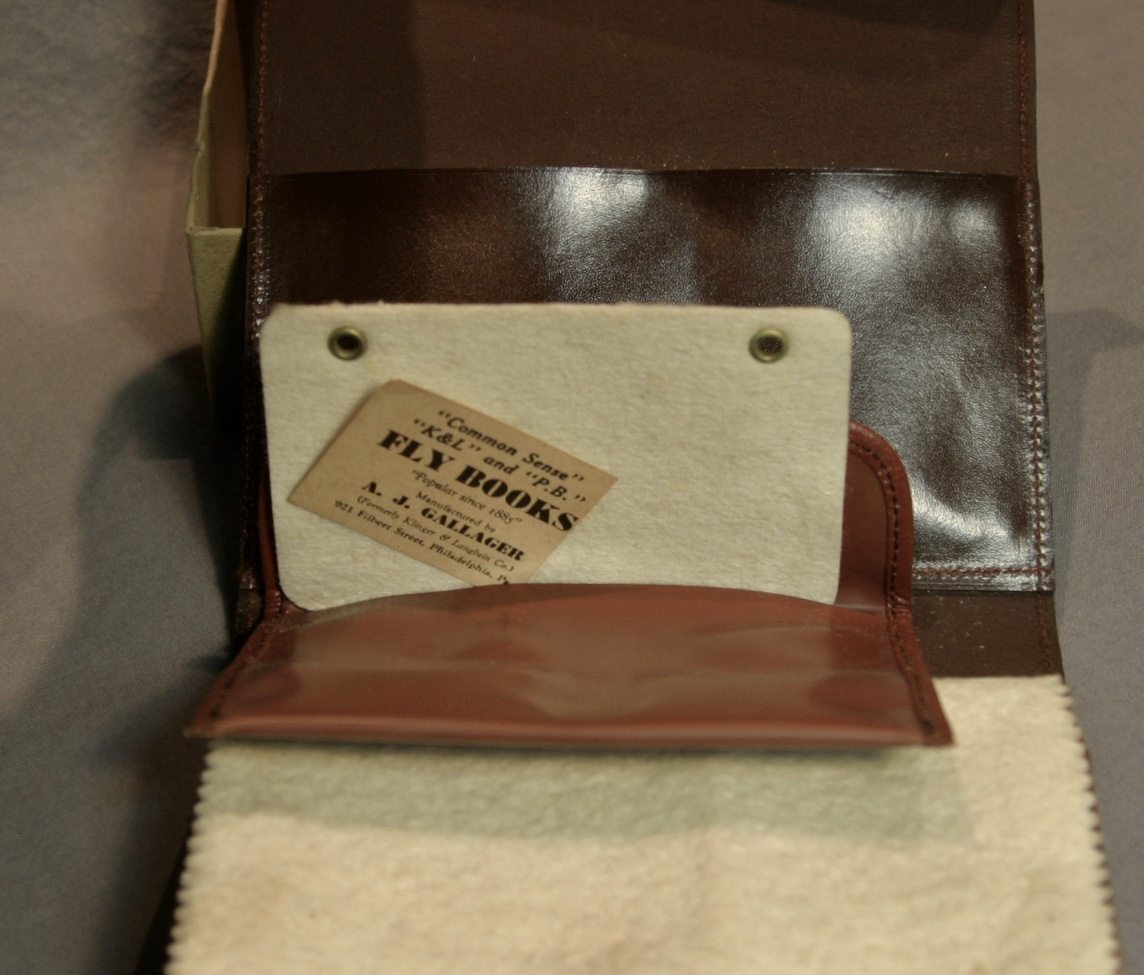 "Common Sense"
"K&L" and "P.B."
FLY BOOKS
"Popular since 1885"
Manufactured by
A. J. GALLAGER
(Formerly Klinger & Langbein Co.)
921 Filbert Street, Philadelphia, P